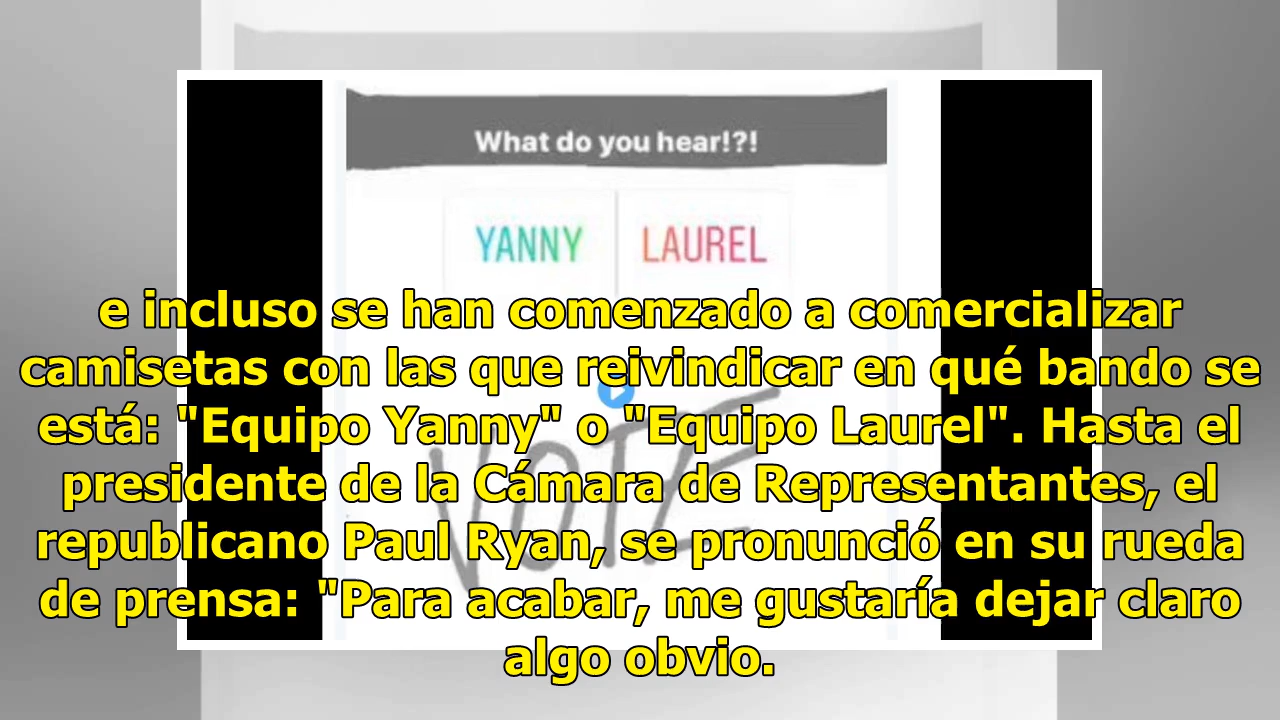 What do you hear!?!
YANNY LAUREL
VOTE
e incluso se han comenzado a comercializar
camisetas con las que reivindicar en qué bando se
está: "Equipo Yanny" o "Equipo Laurel". Hasta el
presidente de la Cámara de Representantes, el
republicano Paul Ryan, se pronunció en su rueda
de prensa: "Para acabar, me gustaría dejar claro
algo obvio.